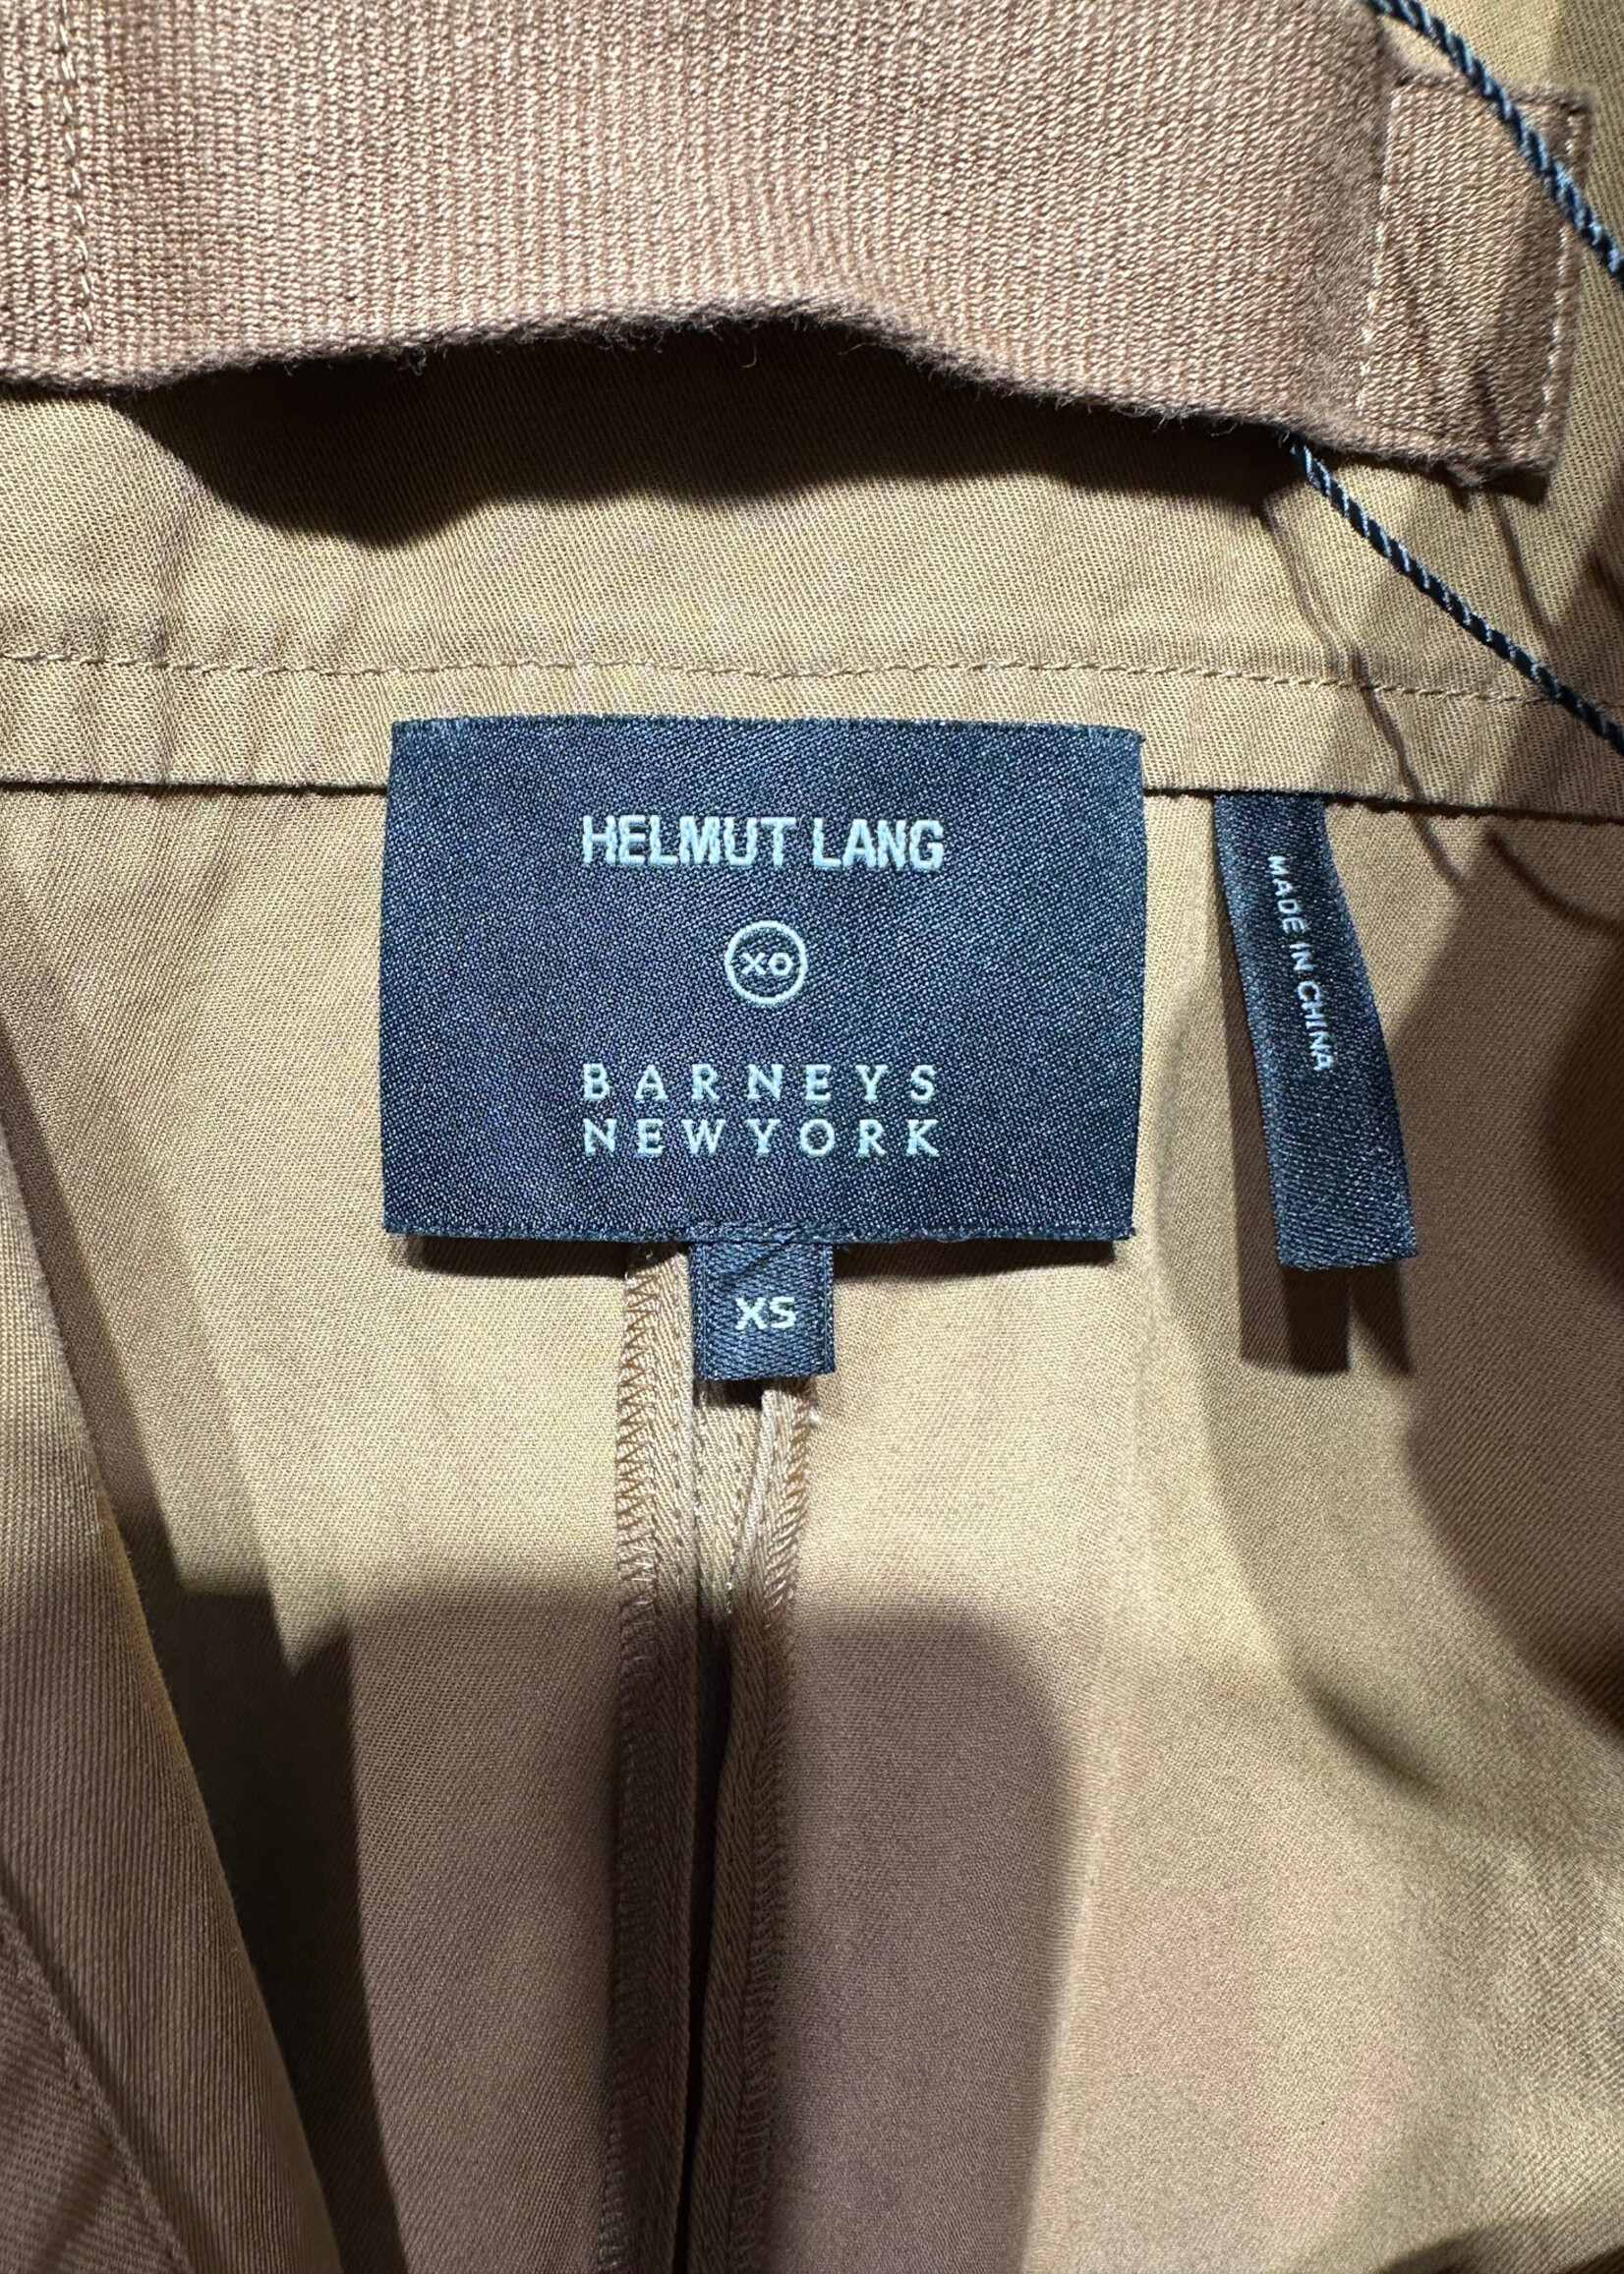 HELMUT LANG
XO
BARNEYS
NEWYORK
XS
MADE IN CHINA